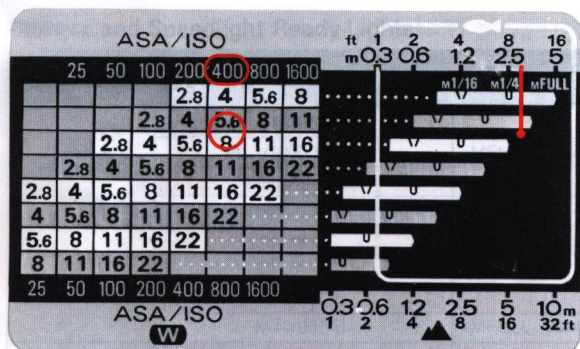 ASA/ISO
ft 1 2 4 8 16
m 0.3 0.6 1.2 2.5 5
25 50 100 200 400 800 1600
M1/16 M1/4 MFULL
2.8 4 5.6 8
2.8 4 5.6 8 11
2.8 4 5.6 8 11 16
2.8 4 5.6 8 11 16 22
2.8 4 5.6 8 11 16 22
4 5.6 8 11 16 22
5.6 8 11 16 22
8 11 16 22
25 50 100 200 400 800 1600
0.3 0.6 1.2 2.5 5 10m
1 2 4 8 16 32ft
ASA/ISO
W